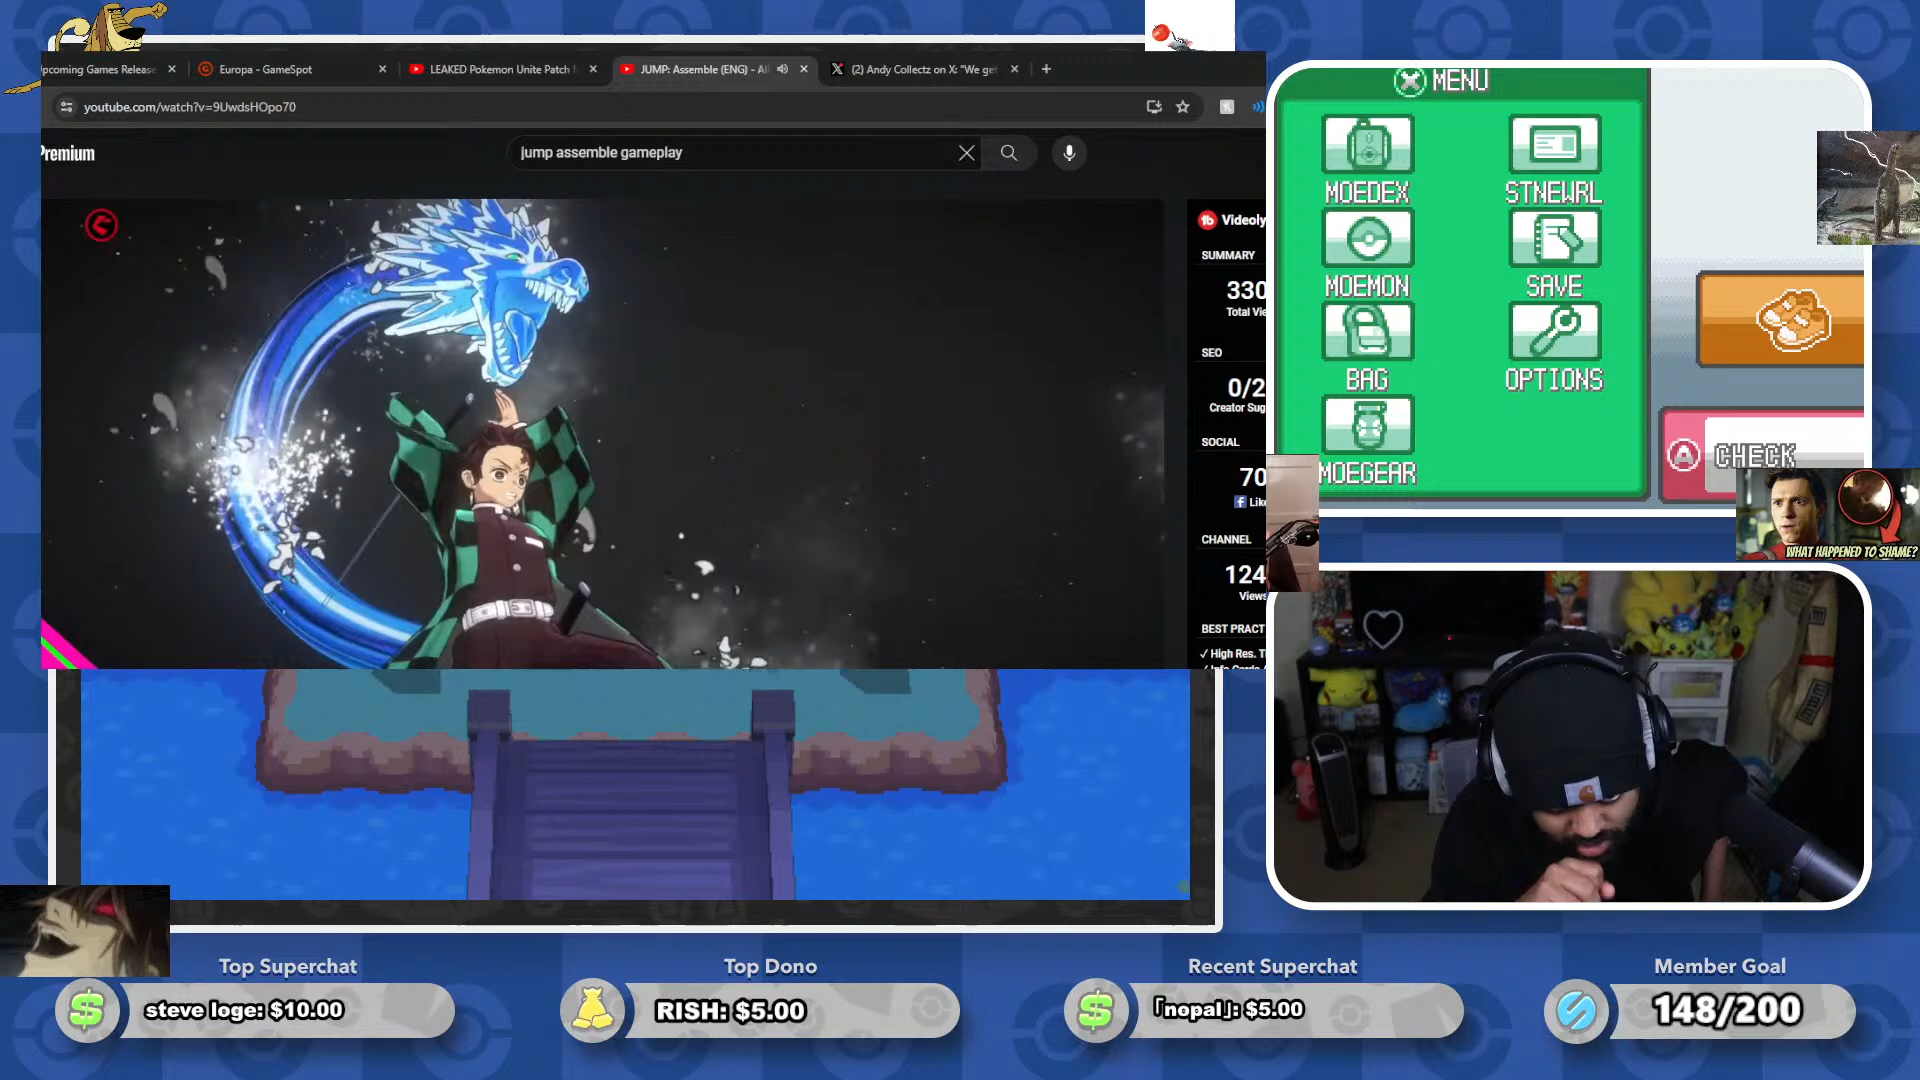 pcoming Games Release
Europa - GameSpot
LEAKED Pokemon Unite Patch
JUMP: Assemble (ENG) - Al
(2) Andy Collectz on X: "We get
youtube.com/watch?v=9UwdsHOpo70
Premium
jump assemble gameplay
Videoly
SUMMARY
330
Total Vie
SEO
0/2
Creator Sug
SOCIAL
70
Like
CHANNEL
124
Views
BEST PRACT
✓ High Res. T
MENU
MOEDEX
STNEWRL
MOEMON
SAVE
BAG
OPTIONS
MOEGEAR
A CHECK
WHAT HAPPENED TO SHAME?
Top Superchat
steve loge: $10.00
Top Dono
RISH: $5.00
Recent Superchat
「nopal」: $5.00
Member Goal
148/200